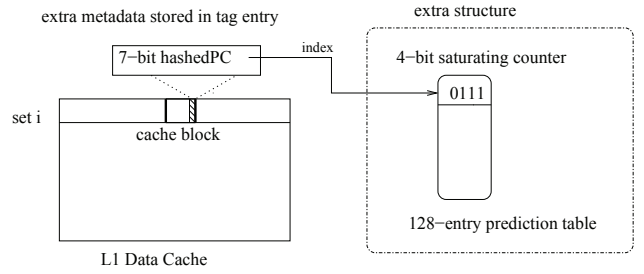 extra metadata stored in tag entry
7−bit hashedPC
set i
cache block
L1 Data Cache
index
extra structure
4−bit saturating counter
0111
128−entry prediction table